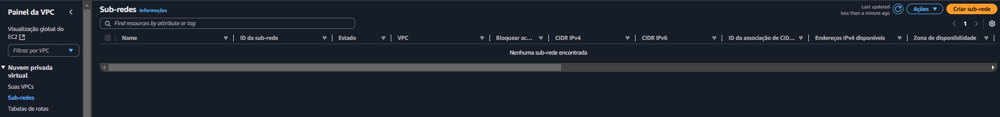 Painel da VPC
Visualização global do
EC2
Filtrar por VPC
Nuvem privada
virtual
Suas VPCs
Sub-redes
Tabelas de rotas
Sub-redes Informações
Last updated
less than a minute ago
Ações
Criar sub-rede
Find resources by attribute or tag
1
Name ID da sub-rede Estado VPC Bloquear ac... CIDR IPv4 CIDR IPv6 ID da associação de CID... Endereços IPv4 disponíveis Zona de disponibilidade
Nenhuma sub-rede encontrada